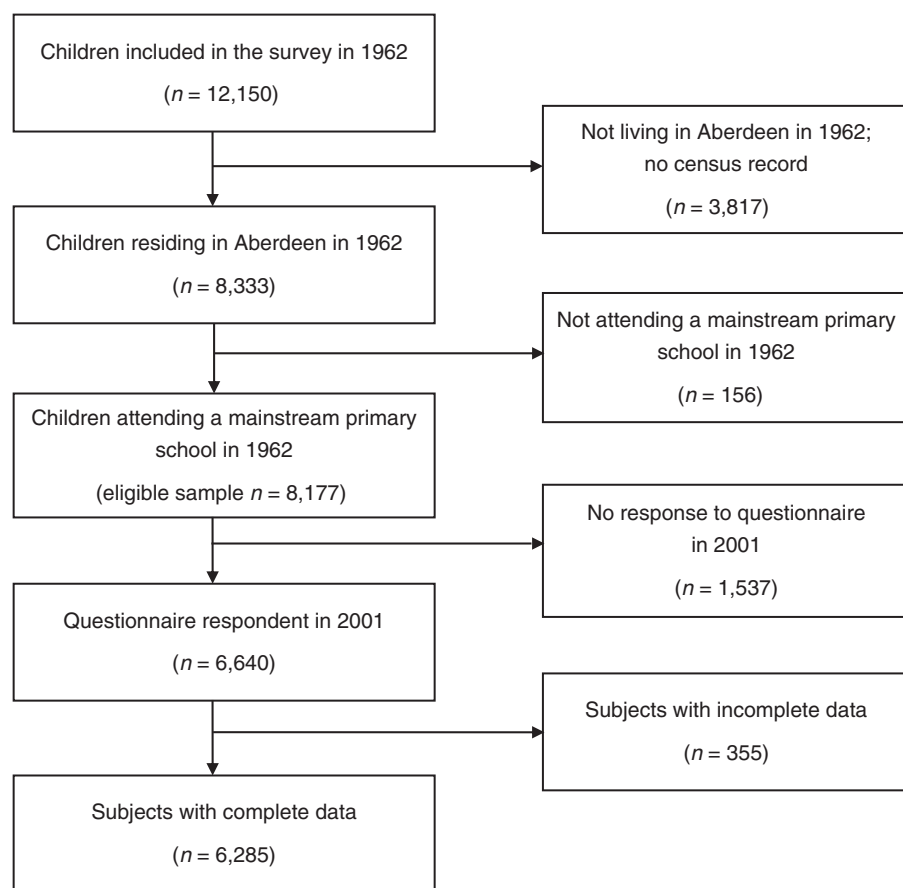 Children included in the survey in 1962
(n = 12,150)
Not living in Aberdeen in 1962;
no census record
(n = 3,817)
Children residing in Aberdeen in 1962
(n = 8,333)
Not attending a mainstream primary
school in 1962
(n = 156)
Children attending a mainstream primary
school in 1962
(eligible sample n = 8,177)
No response to questionnaire
in 2001
(n = 1,537)
Questionnaire respondent in 2001
(n = 6,640)
Subjects with incomplete data
(n = 355)
Subjects with complete data
(n = 6,285)